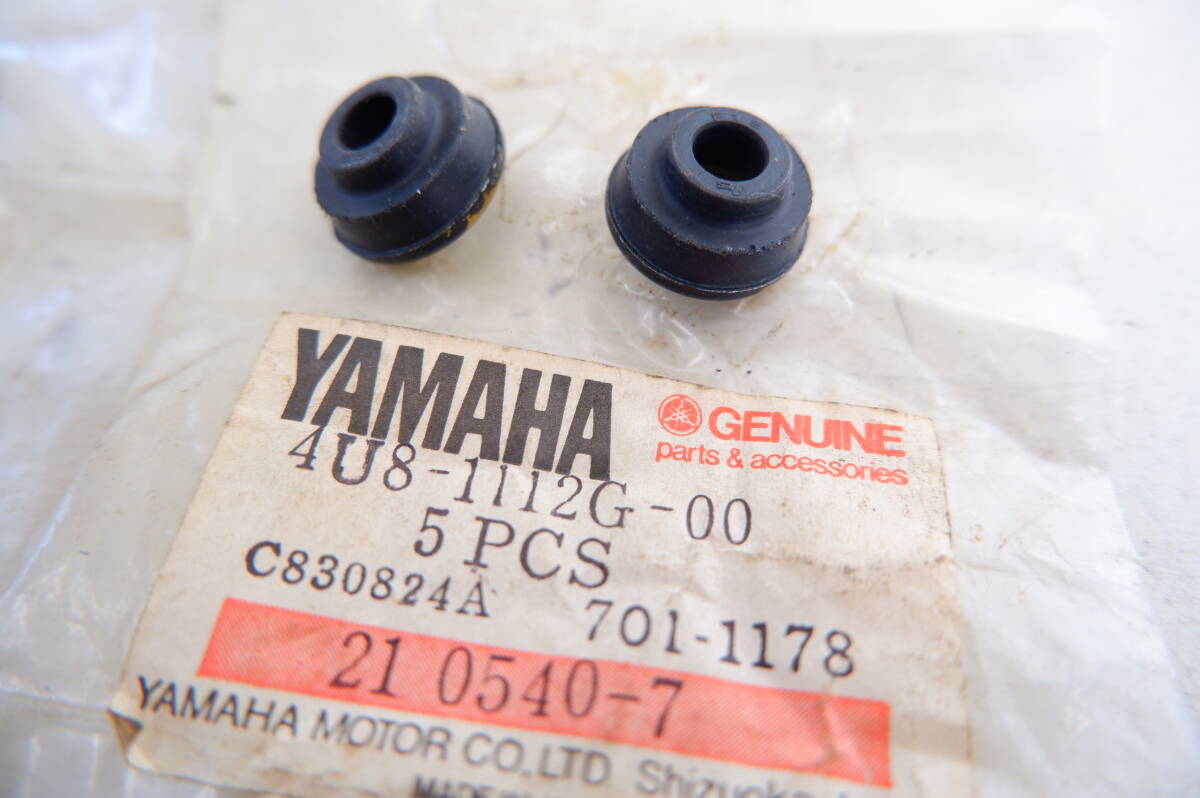 YAMAHA
GENUINE
parts & accessories
4U8-1112G-00
5 PCS
C830824A 701-1178
21 0540-7
YAMAHA MOTOR CO., LTD